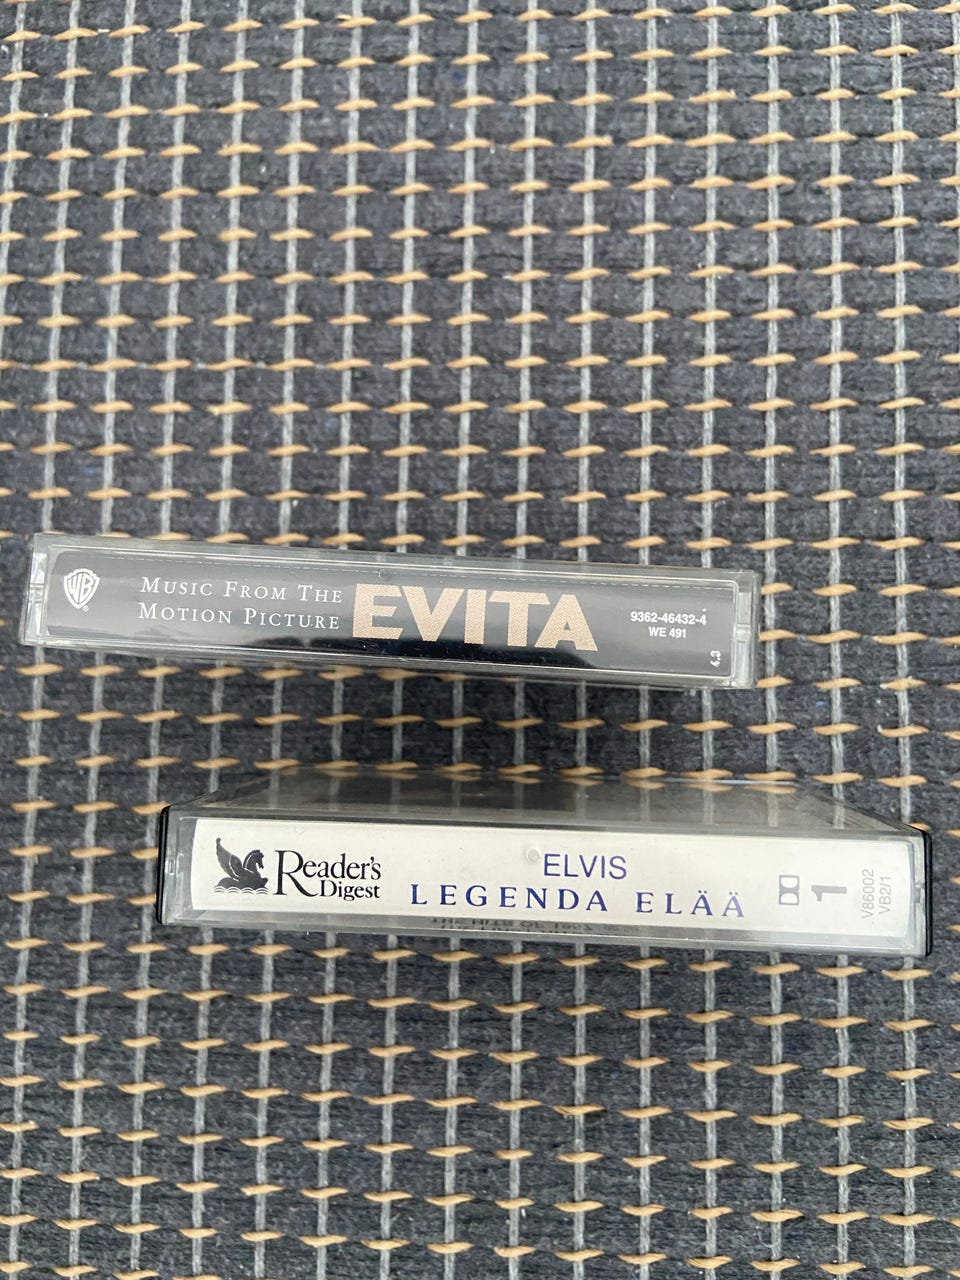 WB
MUSIC FROM THE
MOTION PICTURE
EVITA
9362-46432-4
WE 491
Reader's
Digest
ELVIS
LEGENDA ELÄÄ
1
V86002
VB2/1